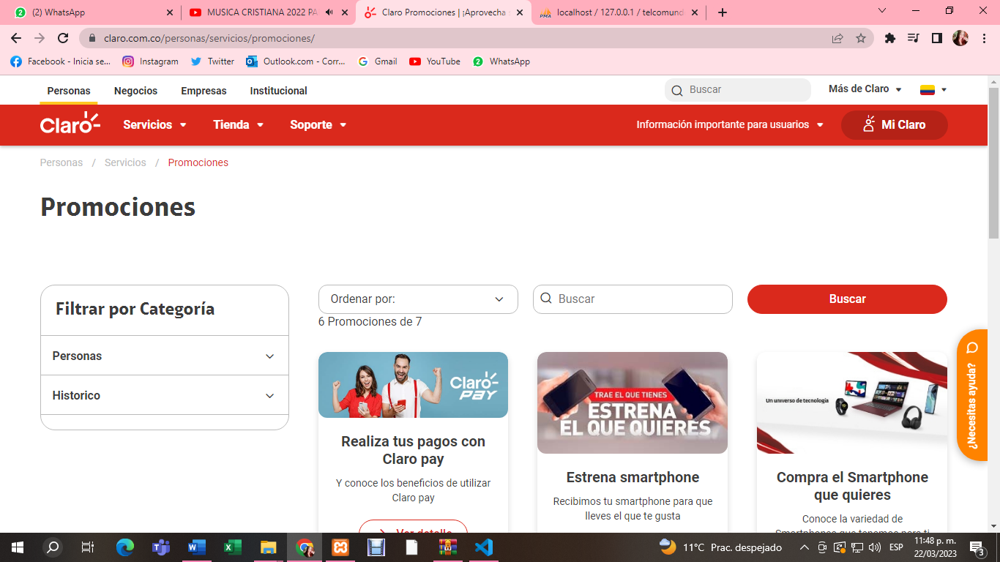 (2) WhatsApp
MUSICA CRISTIANA 2022 PA
Claro Promociones | ¡Aprovecha
localhost / 127.0.0.1 / telcomund
claro.com.co/personas/servicios/promociones/
Facebook - Inicia se...
Instagram
Twitter
Outlook.com - Corr...
Gmail
YouTube
WhatsApp
Personas
Negocios
Empresas
Institucional
Buscar
Más de Claro
Claro
Servicios
Tienda
Soporte
Información importante para usuarios
Mi Claro
Personas / Servicios / Promociones
Promociones
Filtrar por Categoría
Personas
Historico
Ordenar por:
Buscar
Buscar
6 Promociones de 7
Claro
pay
Realiza tus pagos con
Claro pay
Y conoce los beneficios de utilizar
Claro pay
Ver detalle
TRAE EL QUE TIENES
ESTRENA
EL QUE QUIERES
Estrena smartphone
Recibimos tu smartphone para que
lleves el que te gusta
Un universo de tecnología
Compra el Smartphone
que quieres
Conoce la variedad de
Smartphones que tenemos para ti
¿Necesitas ayuda?
11°C Prac. despejado
ESP
11:48 p. m.
22/03/2023
3